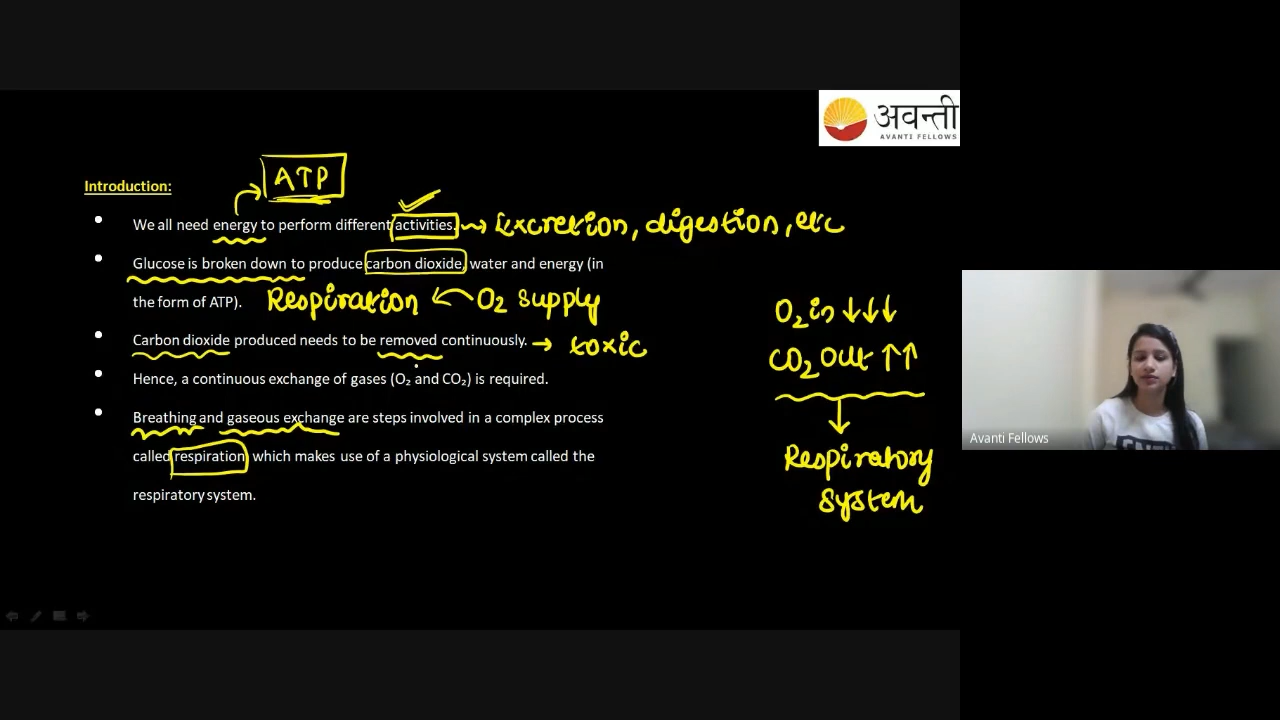 अवन्ती
AVANTI FELLOWS
ATP
Introduction:
We all need energy to perform different activities. → Excretion, digestion, etc
Glucose is broken down to produce carbon dioxide, water and energy (in
the form of ATP). Respiration ← O2 supply
O2 in ↓↓↓
Carbon dioxide produced needs to be removed continuously. → toxic
CO2 out ↑↑
Hence, a continuous exchange of gases (O₂ and CO₂) is required.
Breathing and gaseous exchange are steps involved in a complex process
called respiration which makes use of a physiological system called the
respiratory system.
Respiratory
System
Avanti Fellows